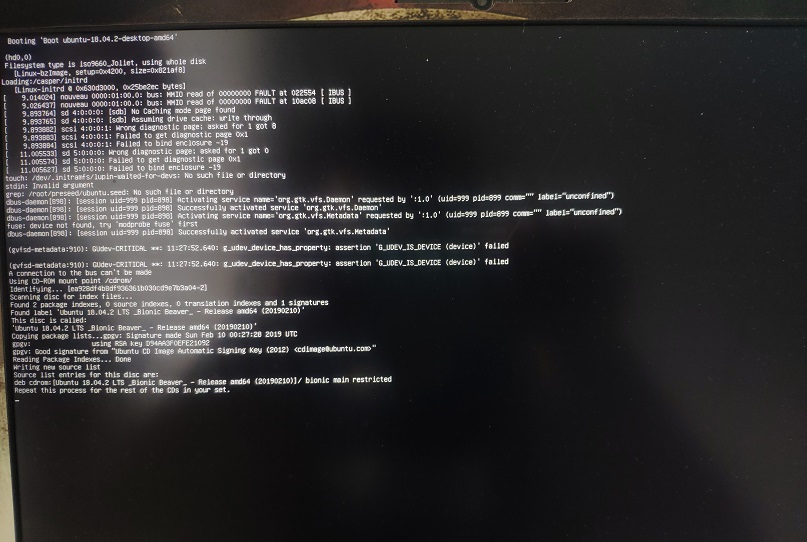 Booting 'Boot ubuntu-18.04.2-desktop-amd64'
(hd0,0)
Filesystem type is iso9660_Joliet, using whole disk
[Linux-bzImage, setup=0x4200, size=0x821af8]
Loading:/casper/initrd
[Linux-initrd @ 0x630d3000, 0x25be2ec bytes]
[    9.014024] nouveau 0000:01:00.0: bus: MMIO read of 00000000 FAULT at 022554 [ IBUS ]
[    9.026437] nouveau 0000:01:00.0: bus: MMIO read of 00000000 FAULT at 10ac08 [ IBUS ]
[    9.893764] sd 4:0:0:0: [sdb] No Caching mode page found
[    9.893765] sd 4:0:0:0: [sdb] Assuming drive cache: write through
[    9.893882] scsi 4:0:0:1: Wrong diagnostic page; asked for 1 got 0
[    9.893883] scsi 4:0:0:1: Failed to get diagnostic page 0x1
[    9.893884] scsi 4:0:0:1: Failed to bind enclosure -19
[   11.005533] sd 5:0:0:0: Wrong diagnostic page; asked for 1 got 0
[   11.005574] sd 5:0:0:0: Failed to get diagnostic page 0x1
[   11.005627] sd 5:0:0:0: Failed to bind enclosure -19
touch: /dev/.initramfs/lupin-waited-for-devs: No such file or directory
stdin: Invalid argument
grep: /root/preseed/ubuntu.seed: No such file or directory
dbus-daemon[898]: [session uid=999 pid=898] Activating service name='org.gtk.vfs.Daemon' requested by ':1.0' (uid=999 pid=899 comm="" label="unconfined")
dbus-daemon[898]: [session uid=999 pid=898] Successfully activated service 'org.gtk.vfs.Daemon'
dbus-daemon[898]: [session uid=999 pid=898] Activating service name='org.gtk.vfs.Metadata' requested by ':1.0' (uid=999 pid=899 comm="" label="unconfined")
fuse: device not found, try 'modprobe fuse' first
dbus-daemon[898]: [session uid=999 pid=898] Successfully activated service 'org.gtk.vfs.Metadata'
(gvfsd-metadata:910): GUdev-CRITICAL **: 11:27:52.640: g_udev_device_has_property: assertion 'G_UDEV_IS_DEVICE (device)' failed
(gvfsd-metadata:910): GUdev-CRITICAL **: 11:27:52.640: g_udev_device_has_property: assertion 'G_UDEV_IS_DEVICE (device)' failed
A connection to the bus can't be made
Using CD-ROM mount point /cdrom/
Identifying... [ea928df4b8df936361b030cd9e7b3a04-2]
Scanning disc for index files...
Found 2 package indexes, 0 source indexes, 0 translation indexes and 1 signatures
Found label 'Ubuntu 18.04.2 LTS _Bionic Beaver_ - Release amd64 (20190210)'
This disc is called:
'Ubuntu 18.04.2 LTS _Bionic Beaver_ - Release amd64 (20190210)'
Copying package lists...gpgv: Signature made Sun Feb 10 00:27:28 2019 UTC
gpgv:                using RSA key D94AA3F0EFE21092
gpgv: Good signature from "Ubuntu CD Image Automatic Signing Key (2012) <cdimage@ubuntu.com>"
Reading Package Indexes... Done
Writing new source list
Source list entries for this disc are:
deb cdrom:[Ubuntu 18.04.2 LTS _Bionic Beaver_ - Release amd64 (20190210)]/ bionic main restricted
Repeat this process for the rest of the CDs in your set.